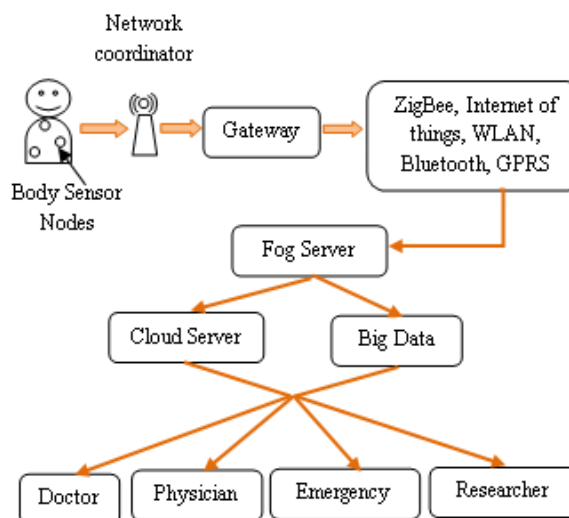 Network
coordinator
Gateway
ZigBee, Internet of
things, WLAN,
Bluetooth, GPRS
Body Sensor
Nodes
Fog Server
Cloud Server
Big Data
Doctor
Physician
Emergency
Researcher